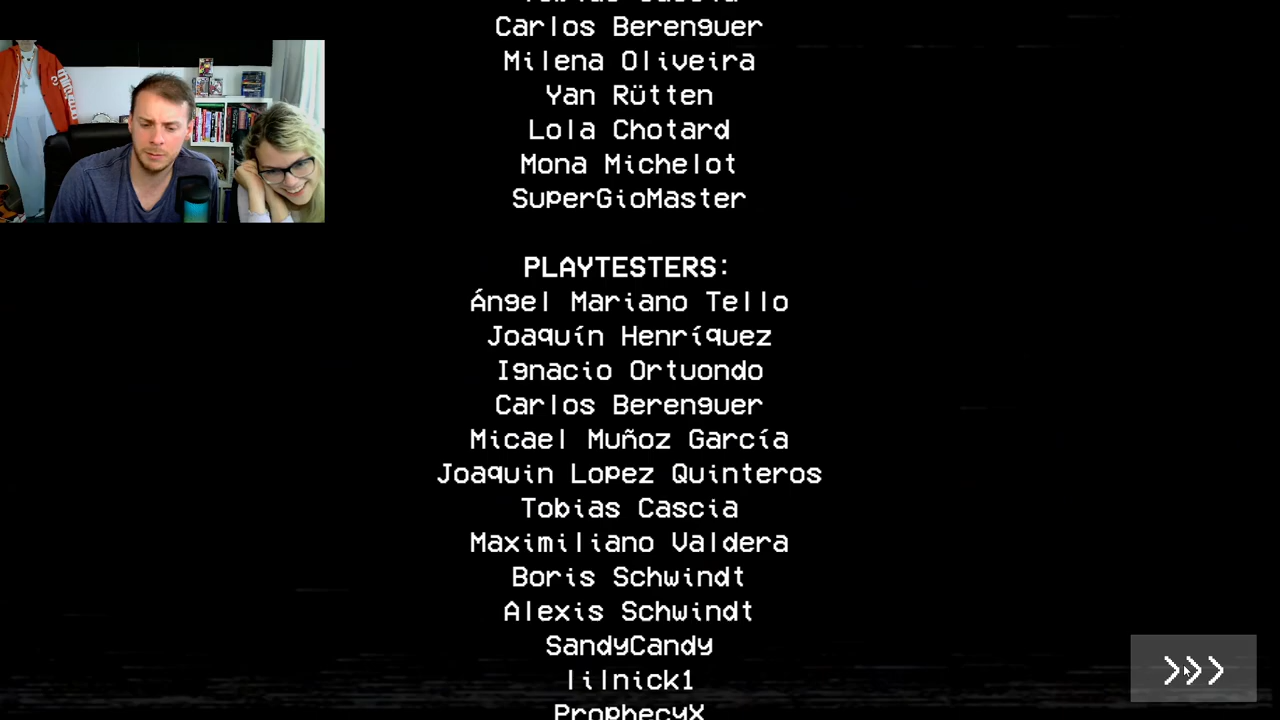 Carlos Berenguer
Milena Oliveira
Yan Rütten
Lola Chotard
Mona Michelot
SuperGioMaster
PLAYTESTERS:
Ángel Mariano Tello
Joaquín Henríquez
Ignacio Ortuondo
Carlos Berenguer
Micael Muñoz García
Joaquin Lopez Quinteros
Tobias Cascia
Maximiliano Valdera
Boris Schwindt
Alexis Schwindt
SandyCandy
lilnick1
ProphecyX
>>>